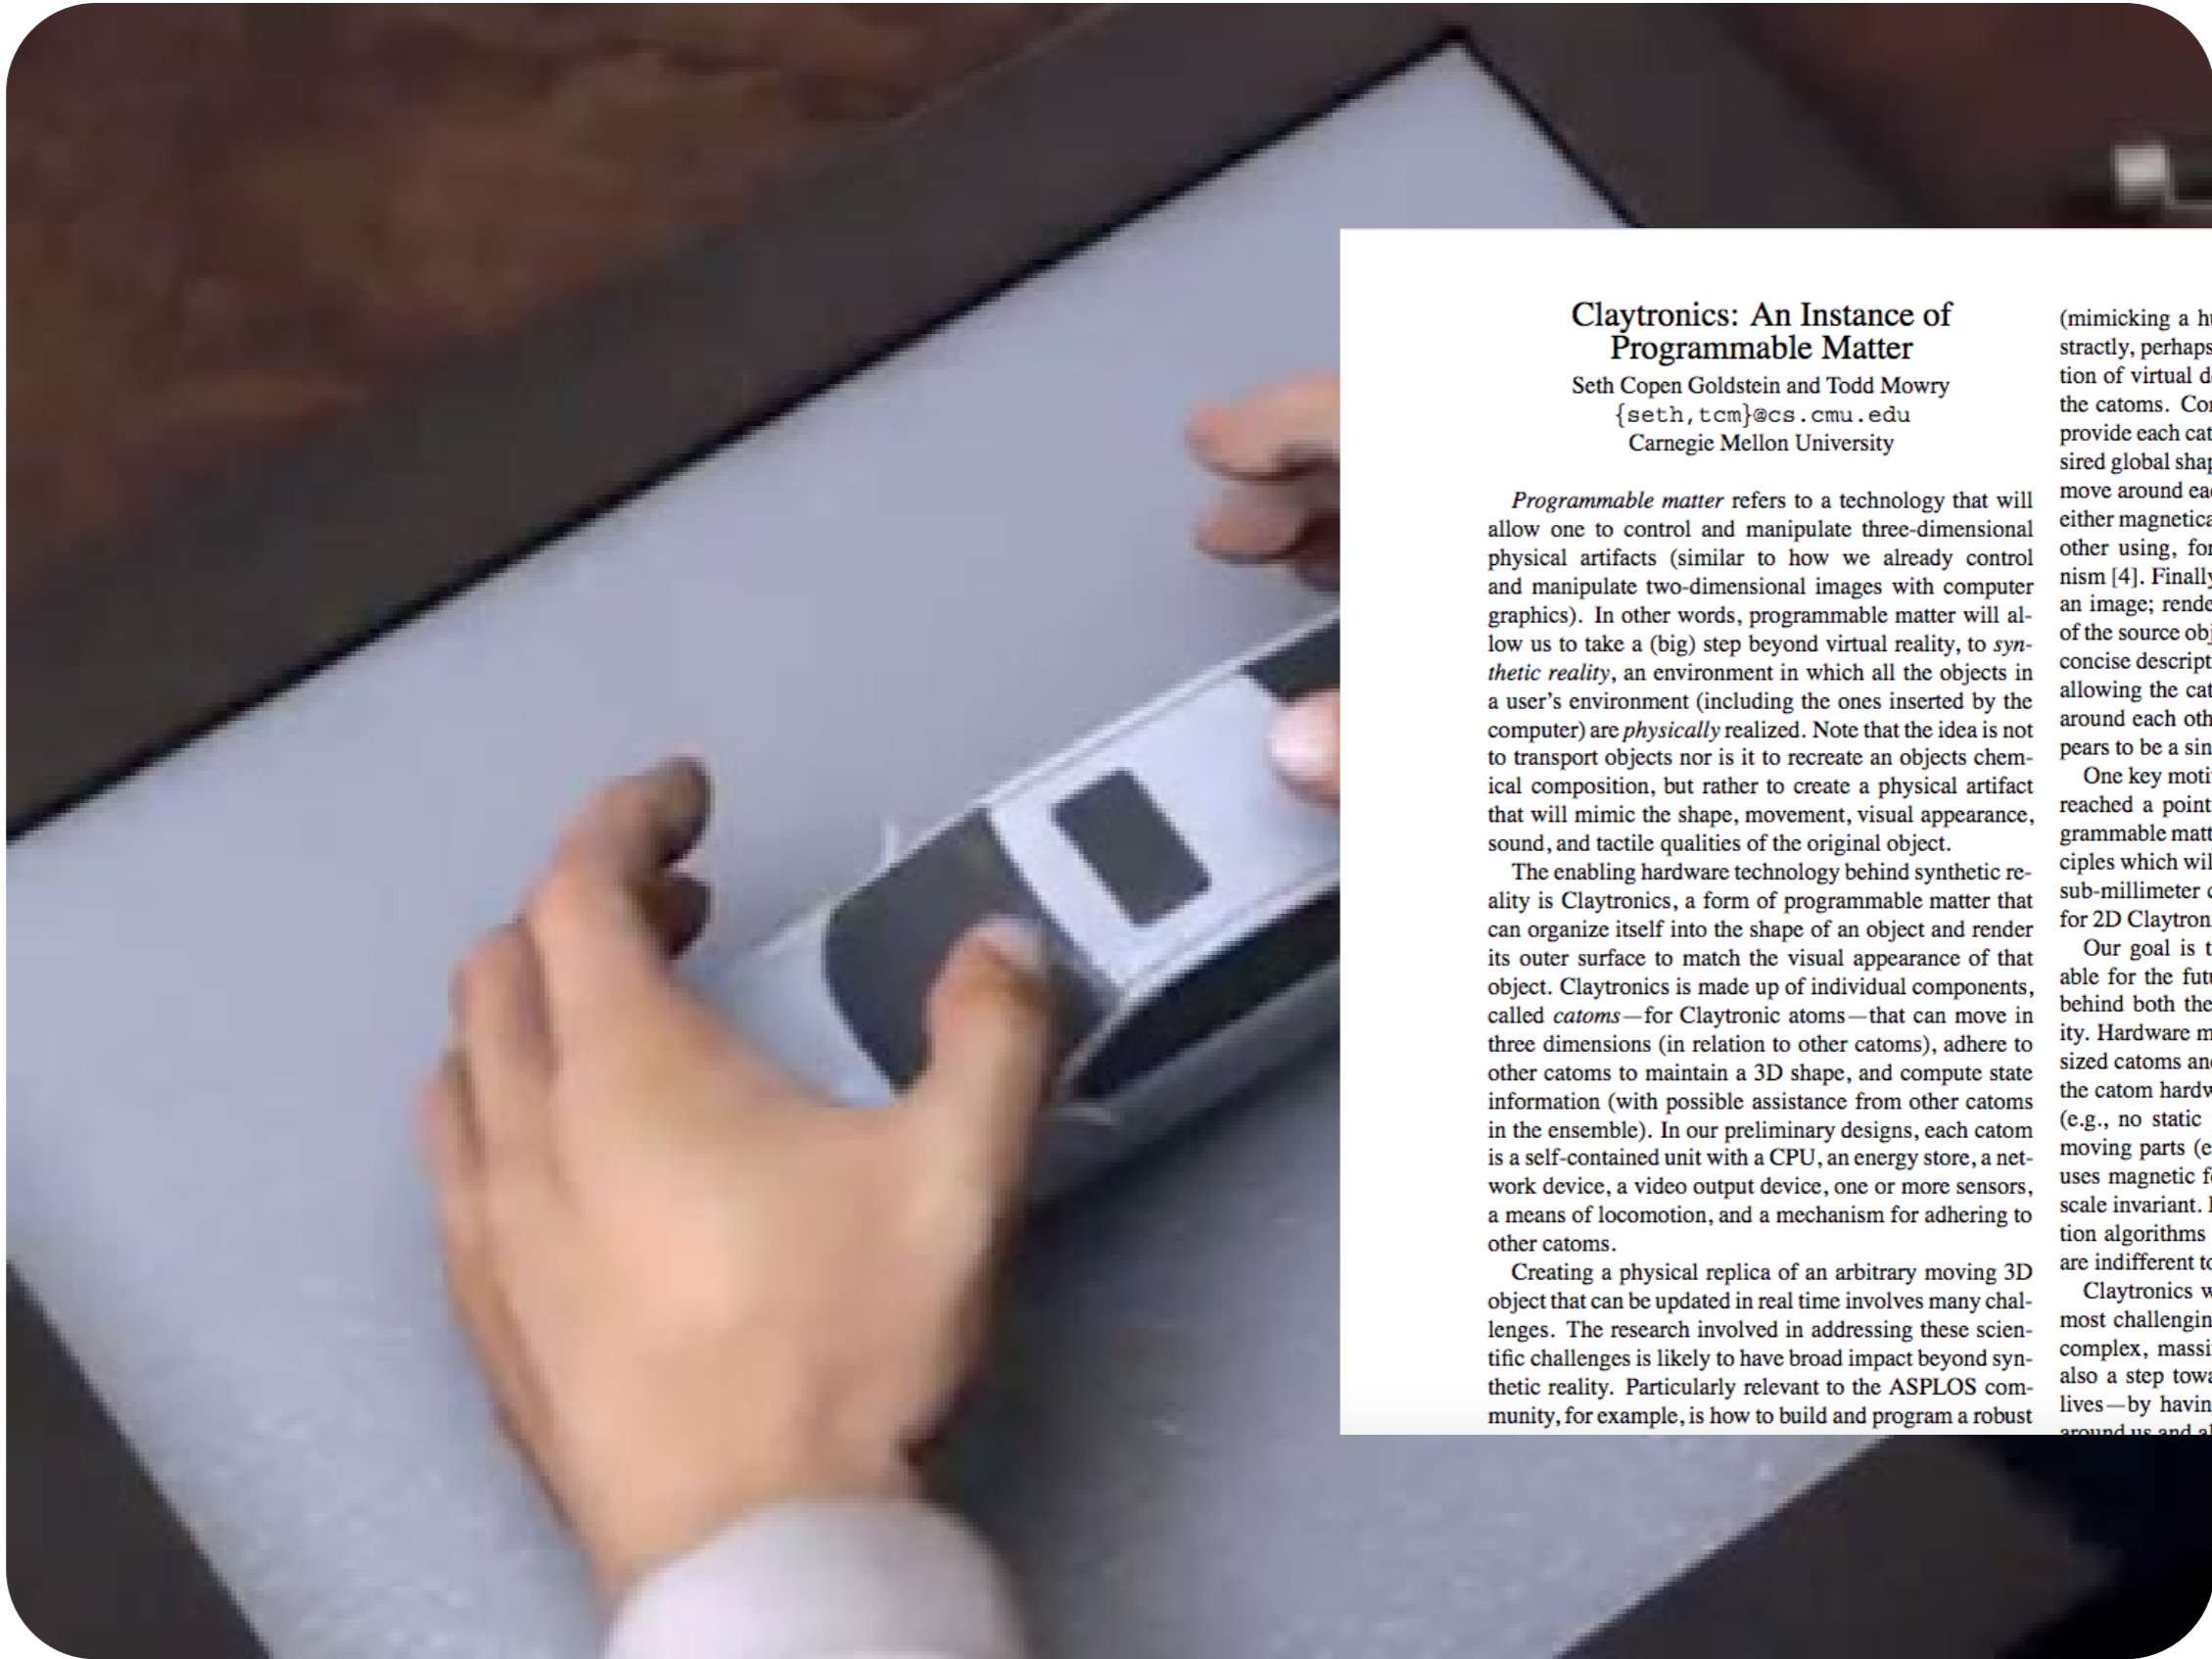 Claytronics: An Instance of
Programmable Matter
Seth Copen Goldstein and Todd Mowry
{seth,tcm}@cs.cmu.edu
Carnegie Mellon University
Programmable matter refers to a technology that will
allow one to control and manipulate three-dimensional
physical artifacts (similar to how we already control
and manipulate two-dimensional images with computer
graphics). In other words, programmable matter will al-
low us to take a (big) step beyond virtual reality, to syn-
thetic reality, an environment in which all the objects in
a user's environment (including the ones inserted by the
computer) are physically realized. Note that the idea is not
to transport objects nor is it to recreate an objects chem-
ical composition, but rather to create a physical artifact
that will mimic the shape, movement, visual appearance,
sound, and tactile qualities of the original object.
The enabling hardware technology behind synthetic re-
ality is Claytronics, a form of programmable matter that
can organize itself into the shape of an object and render
its outer surface to match the visual appearance of that
object. Claytronics is made up of individual components,
called catoms—for Claytronic atoms—that can move in
three dimensions (in relation to other catoms), adhere to
other catoms to maintain a 3D shape, and compute state
information (with possible assistance from other catoms
in the ensemble). In our preliminary designs, each catom
is a self-contained unit with a CPU, an energy store, a net-
work device, a video output device, one or more sensors,
a means of locomotion, and a mechanism for adhering to
other catoms.
Creating a physical replica of an arbitrary moving 3D
object that can be updated in real time involves many chal-
lenges. The research involved in addressing these scien-
tific challenges is likely to have broad impact beyond syn-
thetic reality. Particularly relevant to the ASPLOS com-
munity, for example, is how to build and program a robust
(mimicking a
stractly, perhaps
tion of virtual
the catoms.
provide each
sired global
move around
either
other using,
nism [4]. Finally
an image;
of the source
concise
allowing the
around each
pears to be a
One key
reached a point
grammable
ciples which
sub-millimeter
for 2D
Our goal is
able for the
behind both the
ity. Hardware
sized catoms
the catom
(e.g., no static
moving parts
uses magnetic
scale invariant.
tion algorithms
are indifferent
Claytronics
most
complex,
also a step
lives—by
around us and